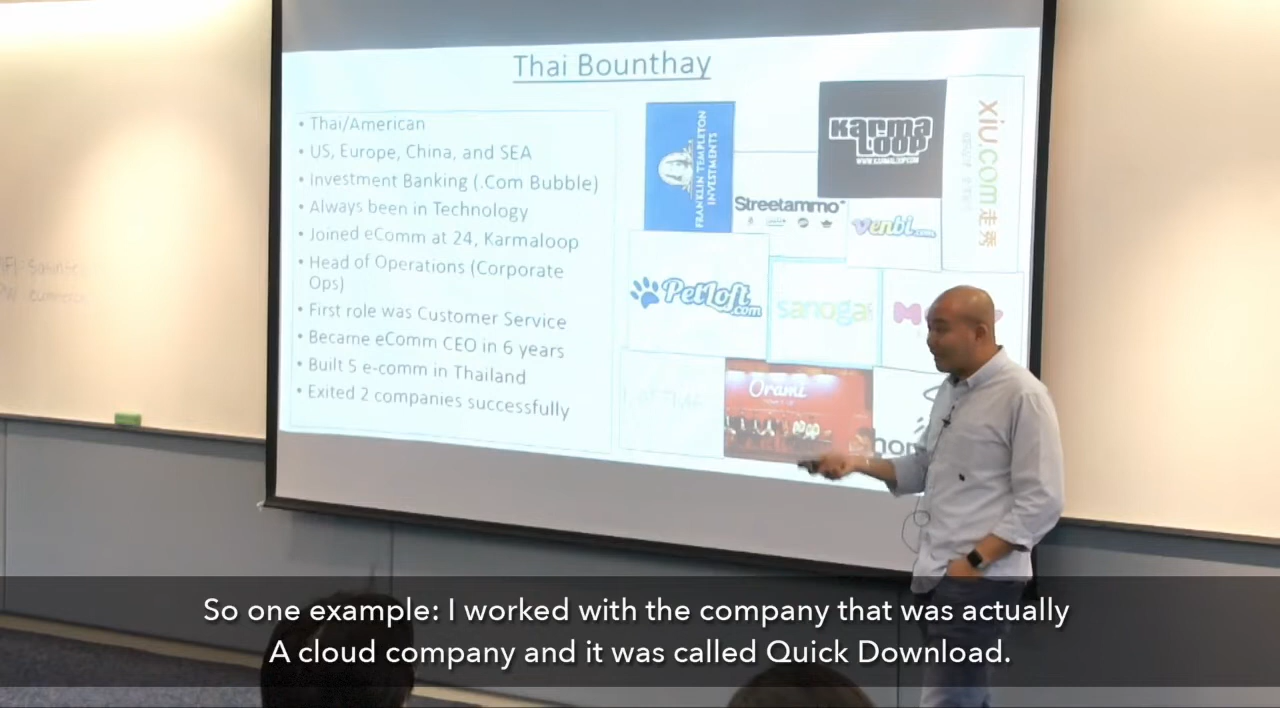 Thai Bounthay
• Thai/American
• US, Europe, China, and SEA
• Investment Banking (.Com Bubble)
• Always been in Technology
• Joined eComm at 24, Karmaloop
• Head of Operations (Corporate
Ops)
• First role was Customer Service
• Became eComm CEO in 6 years
• Built 5 e-comm in Thailand
• Exited 2 companies successfully
FRANKLIN TEMPLETON
INVESTMENTS
KARMA
LOOP
WWW.KARMALOOP.COM
xiu.com 走秀
Streetammo
Venbi.com
PetLoft
.com
sanoga
Orami
So one example: I worked with the company that was actually
A cloud company and it was called Quick Download.